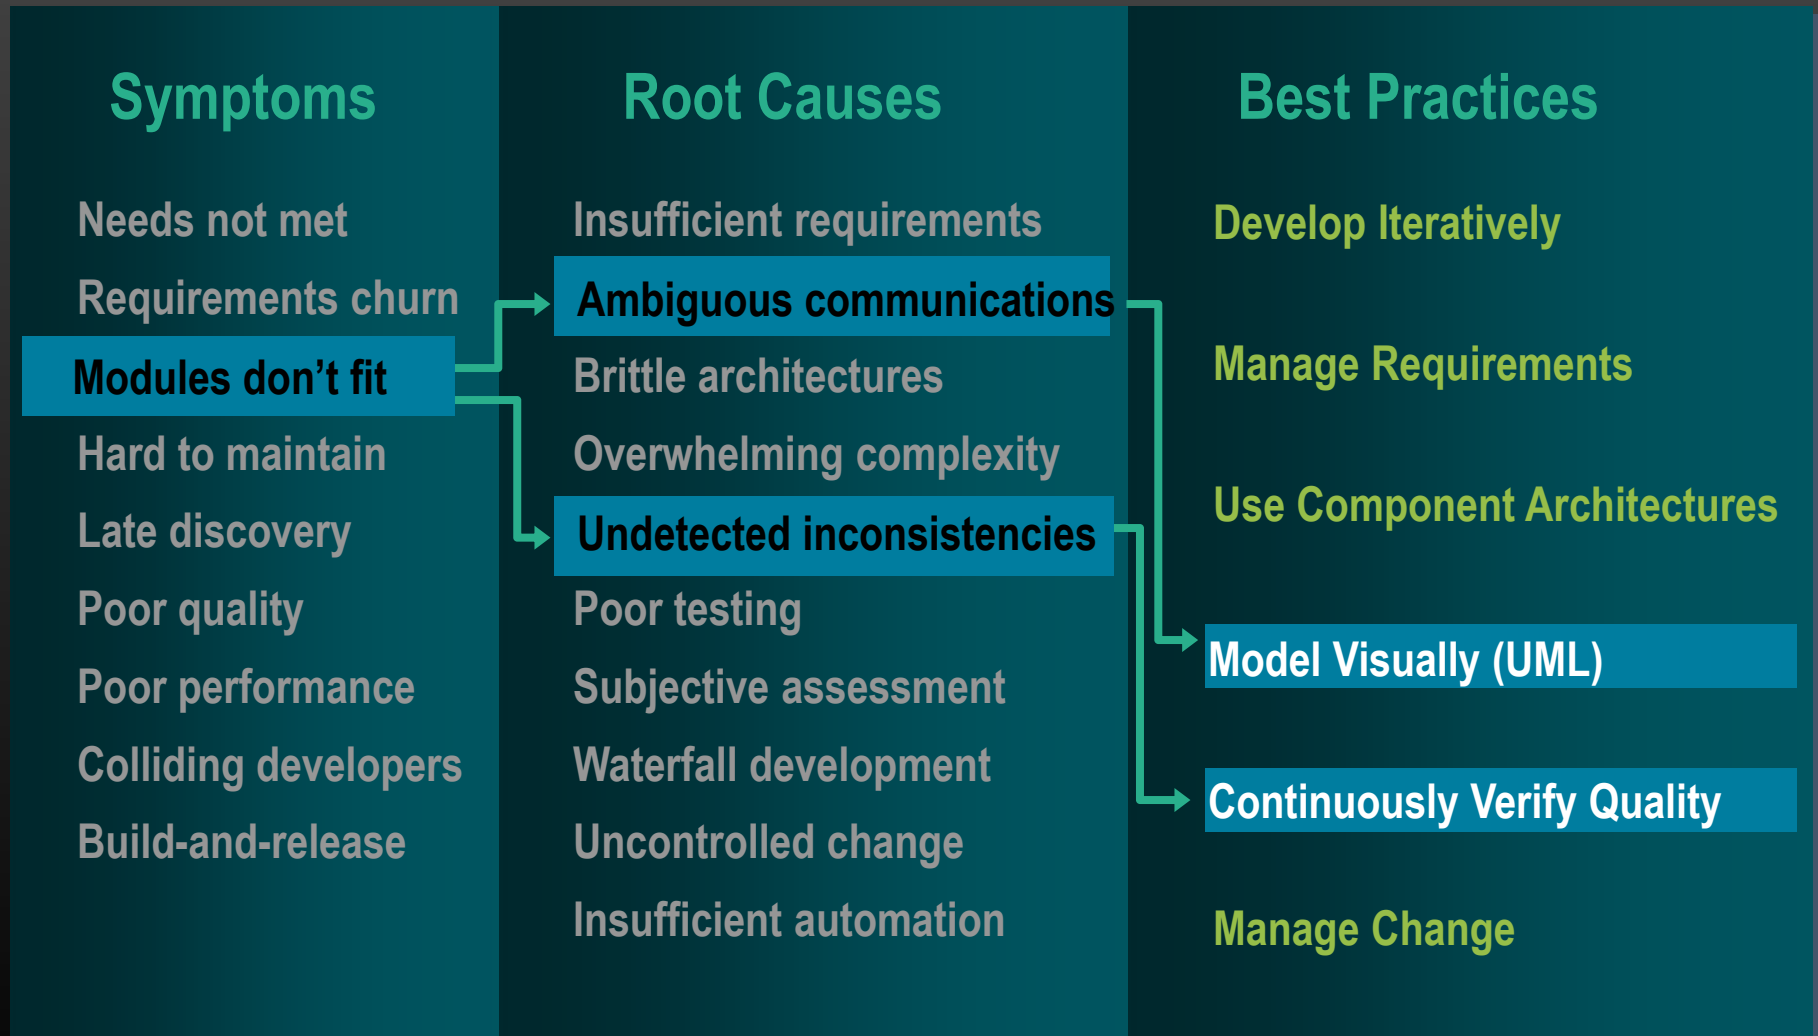 Symptoms
Needs not met
Requirements churn
Modules don’t fit
Hard to maintain
Late discovery
Poor quality
Poor performance
Colliding developers
Build-and-release
Root Causes
Insufficient requirements
Ambiguous communications
Brittle architectures
Overwhelming complexity
Undetected inconsistencies
Poor testing
Subjective assessment
Waterfall development
Uncontrolled change
Insufficient automation
Best Practices
Develop Iteratively
Manage Requirements
Use Component Architectures
Model Visually (UML)
Continuously Verify Quality
Manage Change